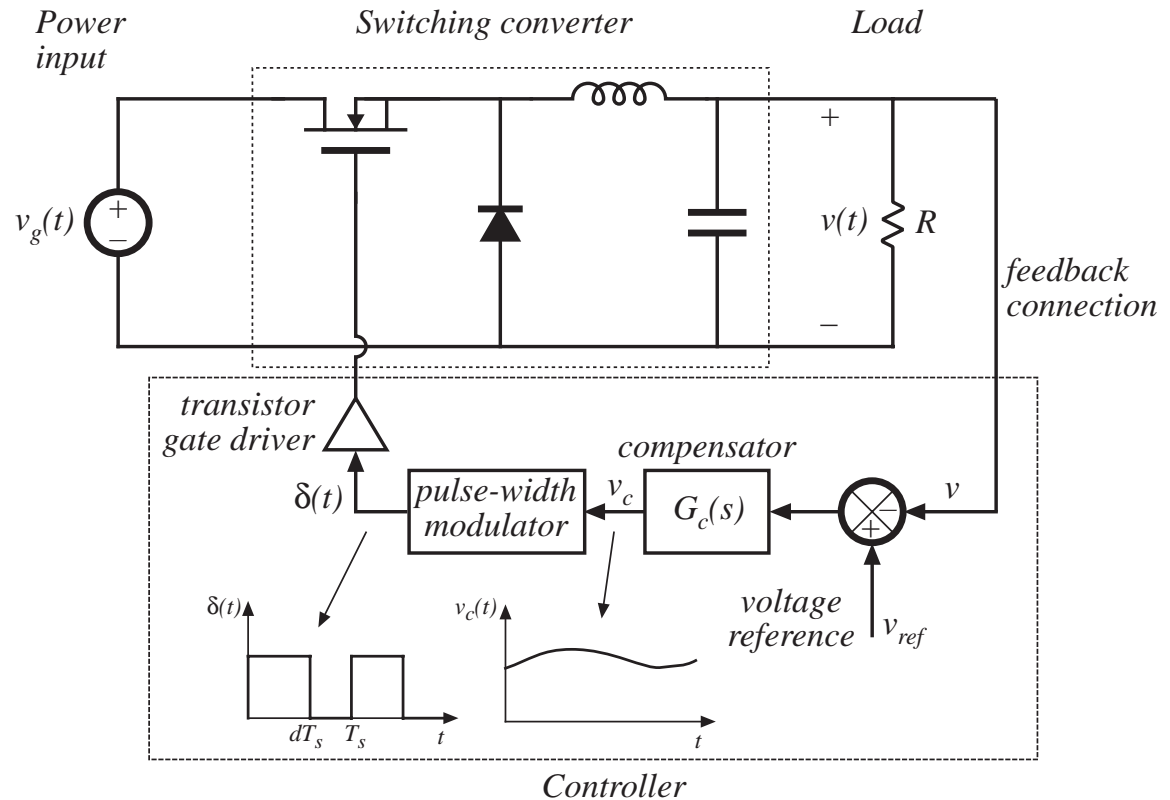 Power
input
Switching converter
Load
v_g(t)
+
–
+
v(t)
–
R
feedback
connection
transistor
gate driver
δ(t)
pulse-width
modulator
v_c
compensator
G_c(s)
–
+
v
voltage
reference
v_ref
δ(t)
dT_s
T_s
t
v_c(t)
t
Controller